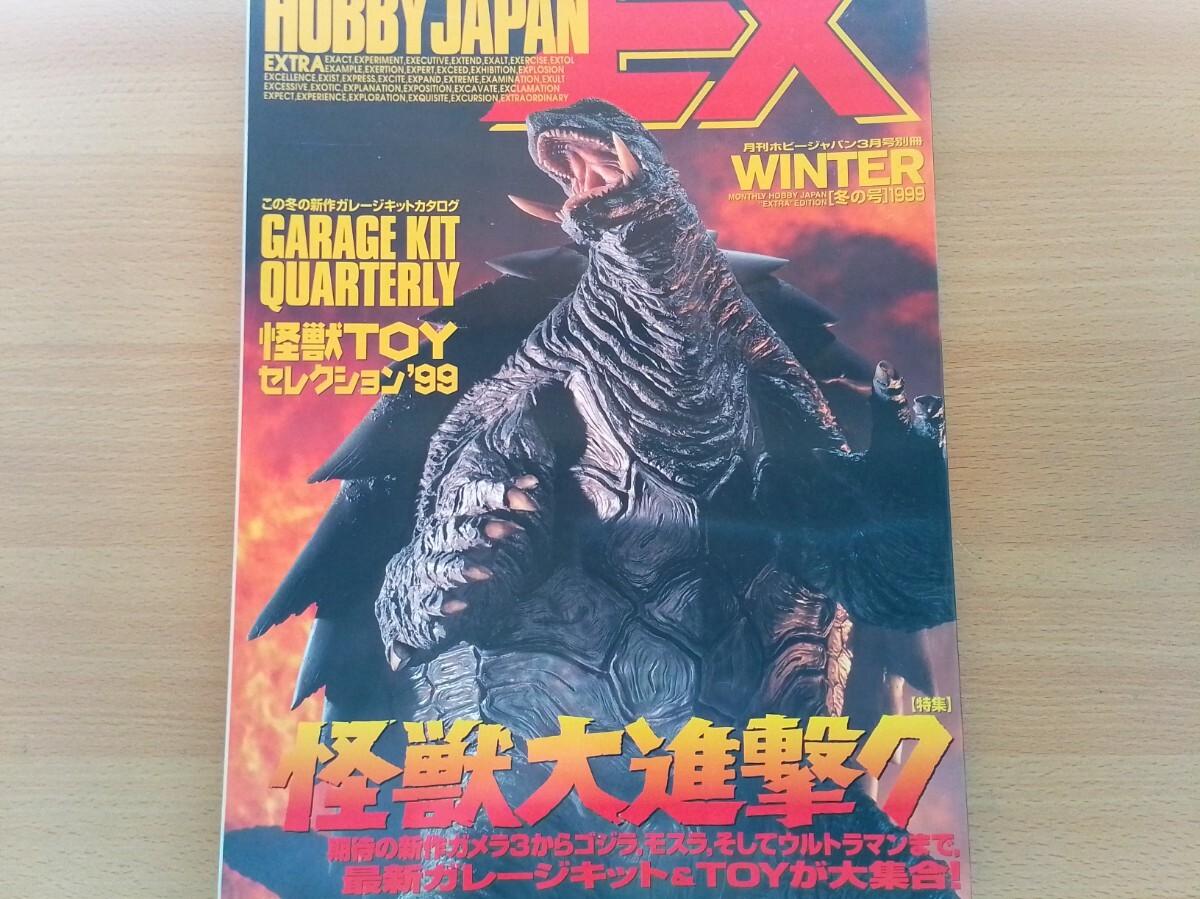 HOBBY JAPAN EX
EXTRA EXACT,EXPERIMENT,EXECUTIVE,EXTEND,EXALT,EXERCISE,EXTOL
EXAMPLE,EXERTION,EXPERT,EXCEED,EXHIBITION,EXPLOSION
EXCELLENCE,EXIST,EXPRESS,EXCITE,EXPAND,EXTREME,EXAMINATION,EXULT
EXCESSIVE,EXOTIC,EXPLANATION,EXPOSITION,EXCAVATE,EXCLAMATION
EXPECT,EXPERIENCE,EXPLORATION,EXQUISITE,EXCURSION,EXTRAORDINARY
月刊ホビージャパン3月号別冊
WINTER
MONTHLY HOBBY JAPAN
"EXTRA" EDITION
[冬の号]1999
この冬の新作ガレージキットカタログ
GARAGE KIT
QUARTERLY
怪獣TOY
セレクション'99
[特集]
怪獣大進撃7
期待の新作ガメラ3からゴジラ,モスラ,そしてウルトラマンまで,
最新ガレージキット&TOYが大集合!